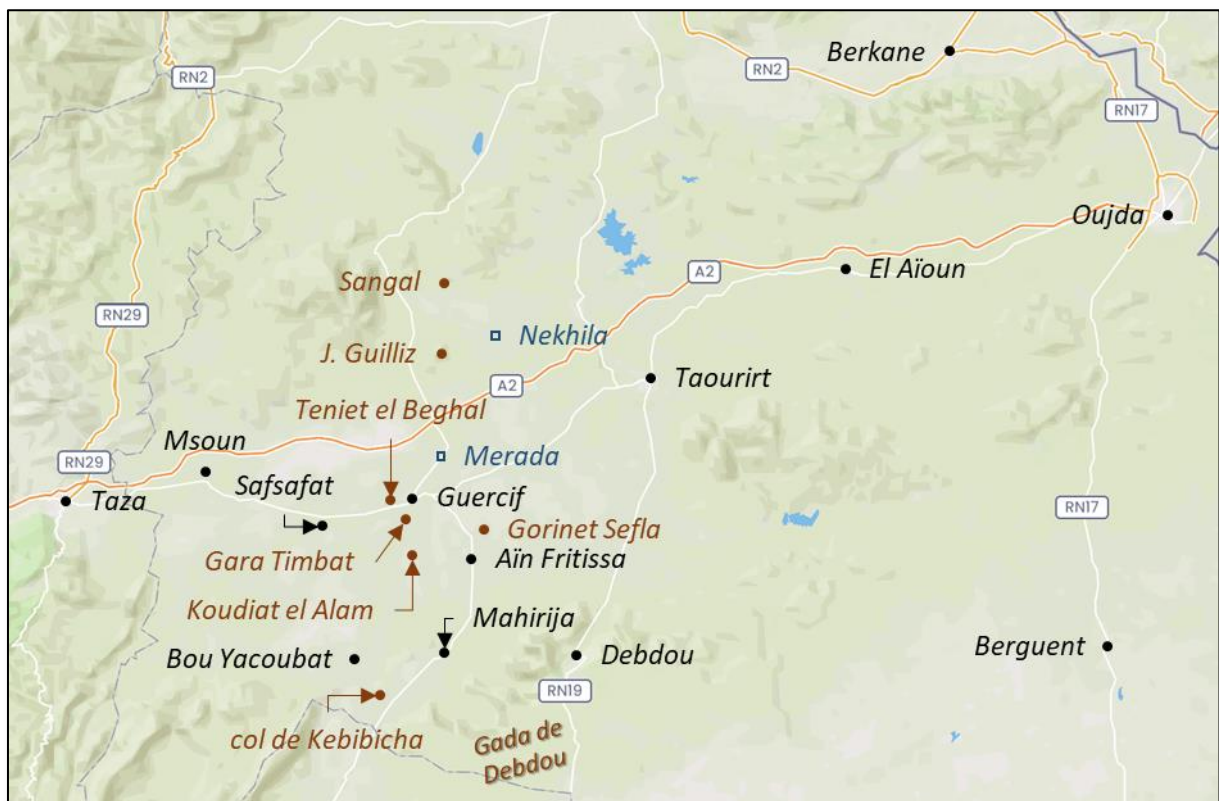 Berkane
RN2
RN2
RN17
Oujda
Sangal
El Aïoun
A2
RN29
Nekhila
J. Guilliz
Taourirt
A2
Teniet el Beghal
Msoun
Merada
RN29
Safsafat
Guercif
Taza
RN17
Gorinet Sefla
Gara Timbat
Aïn Fritissa
Koudiat el Alam
Mahirija
Bou Yacoubat
Debdou
Berguent
RN19
col de Kebibicha
Gada de
Debdou